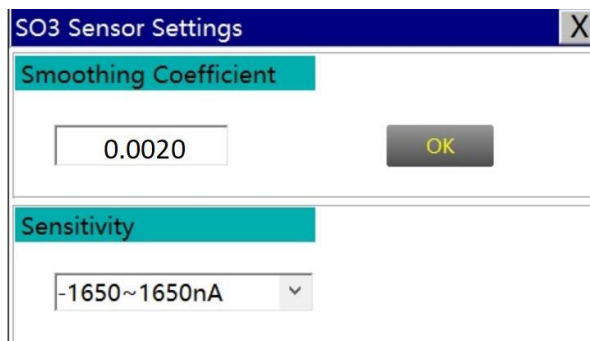 SO3 Sensor Settings X
Smoothing Coefficient
0.0020 OK
Sensitivity
-1650~1650nA